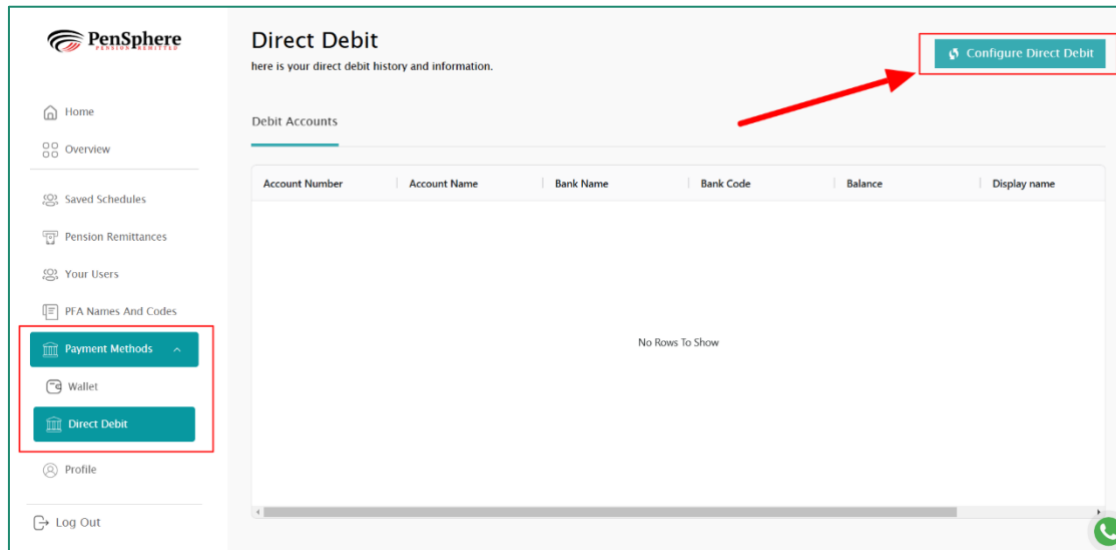 PenSphere
PENSION REMITTED
Direct Debit
here is your direct debit history and information.
Configure Direct Debit
Home
Overview
Saved Schedules
Pension Remittances
Your Users
PFA Names And Codes
Payment Methods
Wallet
Direct Debit
Profile
Log Out
Debit Accounts
Account Number Account Name Bank Name Bank Code Balance Display name
No Rows To Show